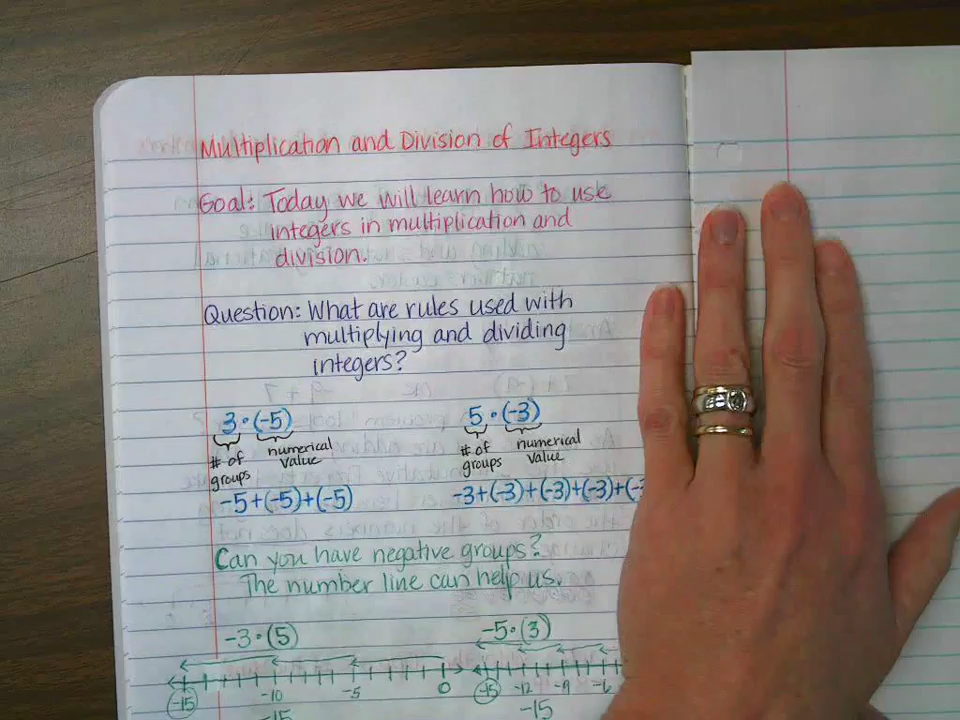 Multiplication and Division of Integers
Goal: Today we will learn how to use
integers in multiplication and
division.
Question: What are rules used with
multiplying and dividing
integers?
3 · (-5)
# of
groups
numerical
value
-5+(-5)+(-5)
5 · (-3)
# of
groups
numerical
value
-3+(-3)+(-3)+(-3)+(-3
Can you have negative groups?
The number line can help us.
-3 · (5)
-15 -10 -5 0
-15
-5 · (3)
-15 -12 -9 -6
-15